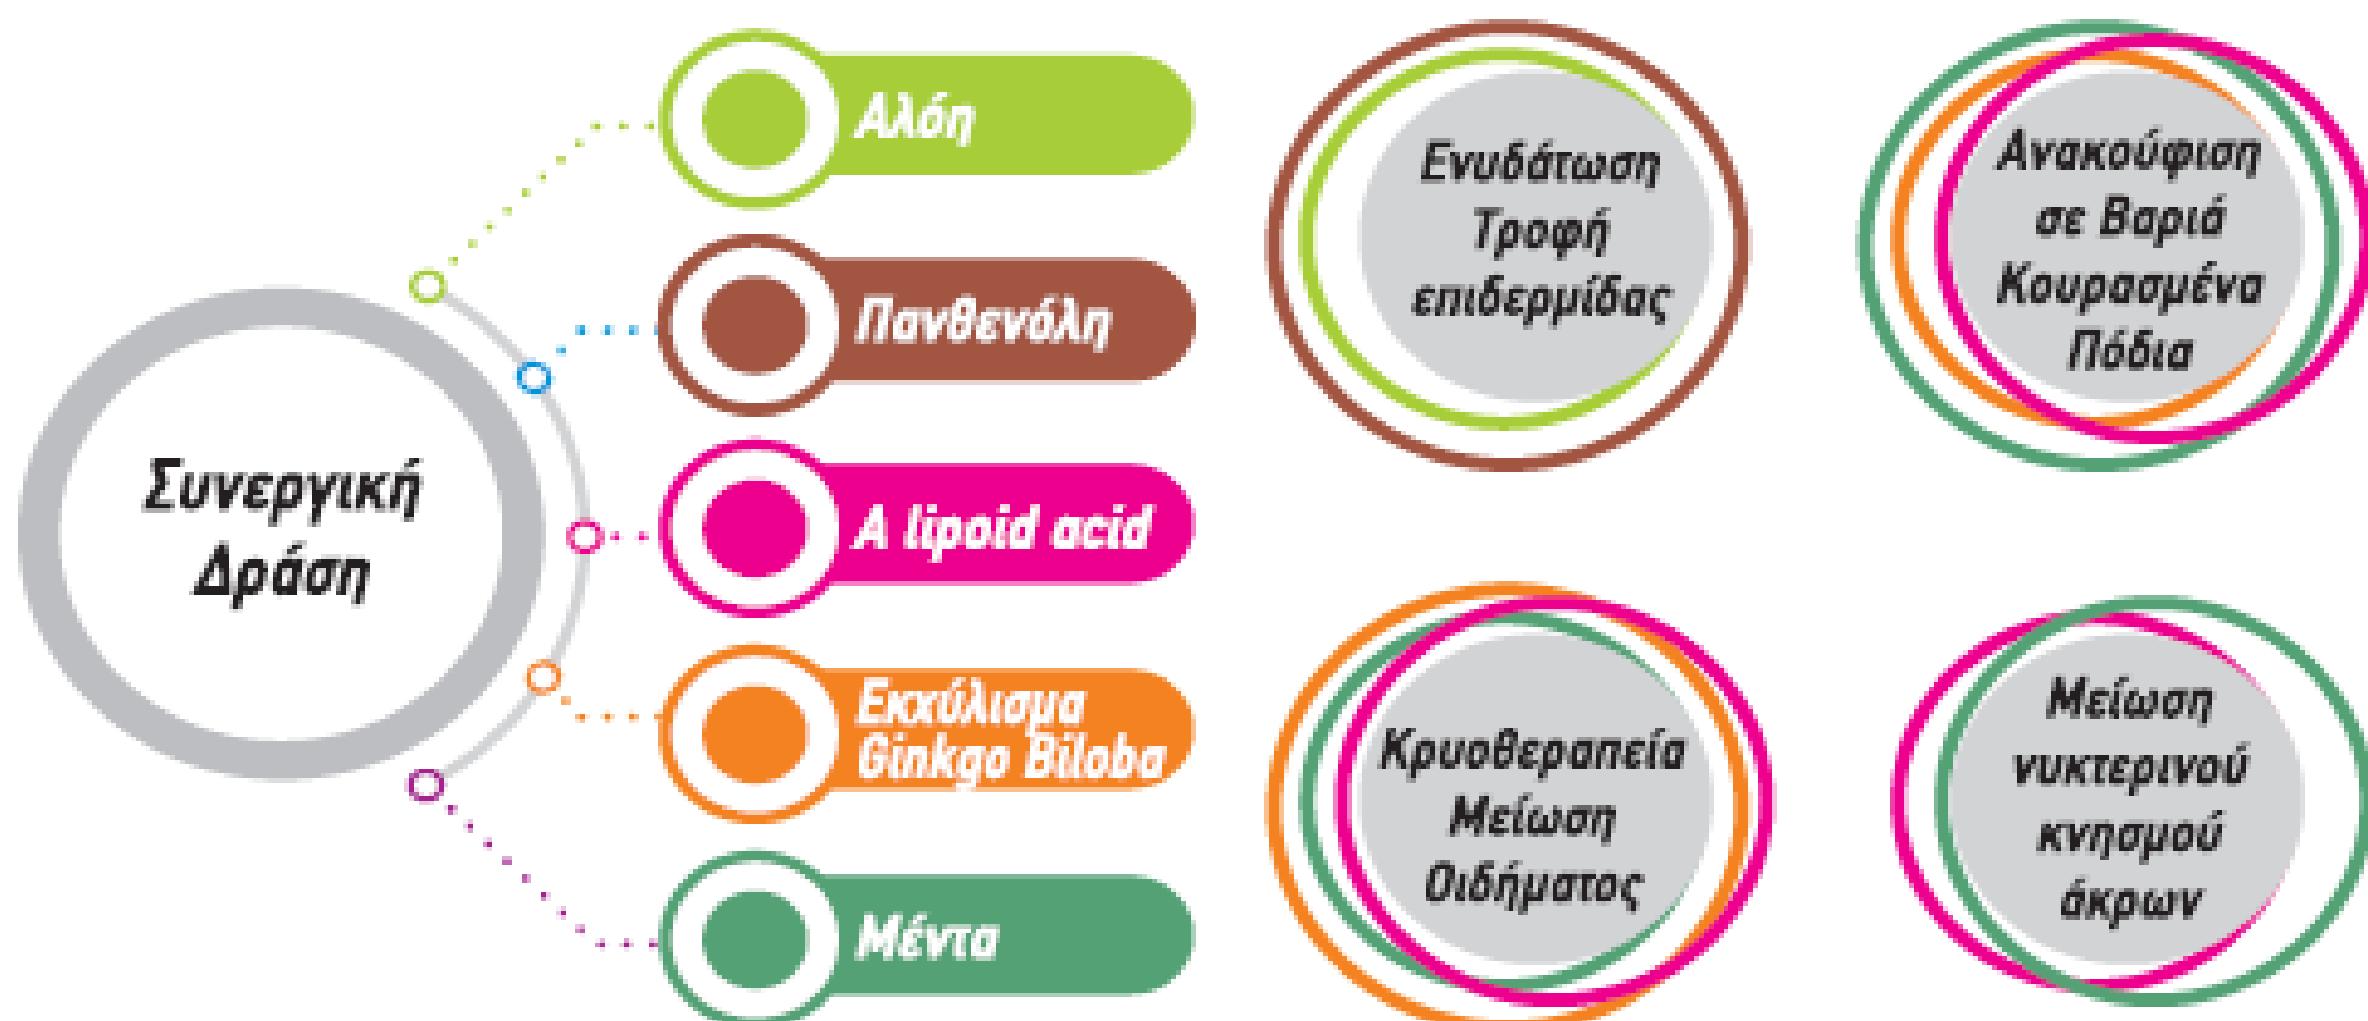 Συνεργική
Δράση
Αλόη
Πανθενόλη
A lipoid acid
Εκχύλισμα
Ginkgo Biloba
Μέντα
Ενυδάτωση
Τροφή
επιδερμίδας
Ανακούφιση
σε Βαριά
Κουρασμένα
Πόδια
Κρυοθεραπεία
Μείωση
Οιδήματος
Μείωση
νυκτερινού
κνησμού
άκρων